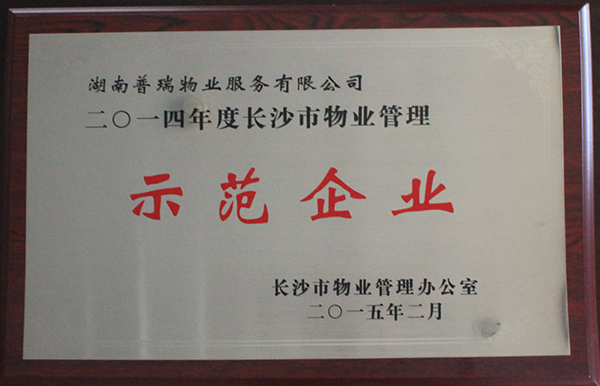 湖南普瑞物业服务有限公司
二〇一四年度长沙市物业管理
示范企业
长沙市物业管理办公室
二〇一五年二月